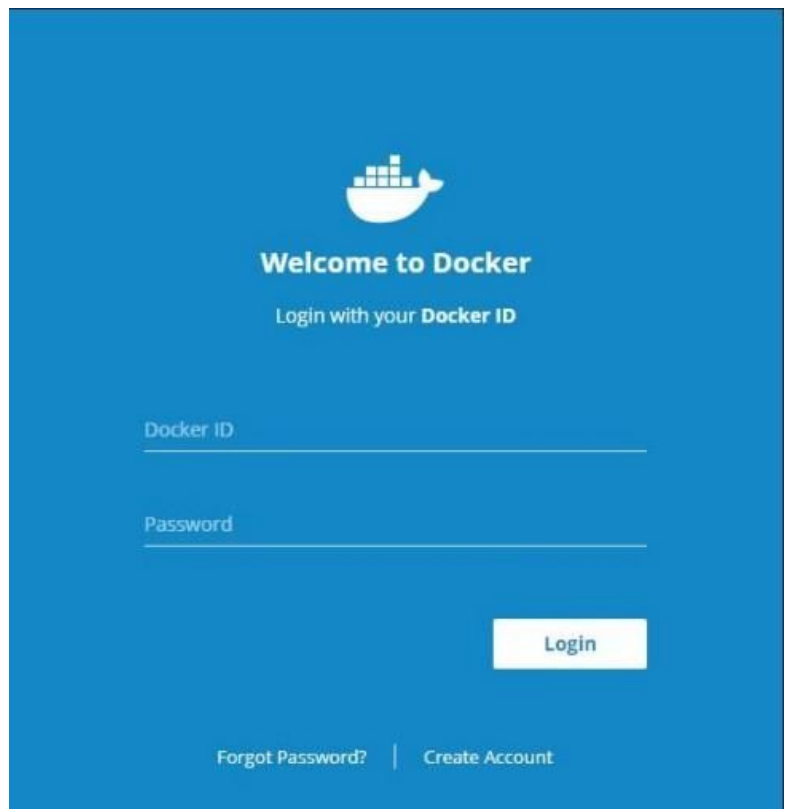 Welcome to Docker
Login with your Docker ID
Docker ID
Password
Login
Forgot Password? | Create Account